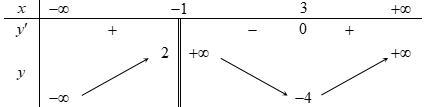 x −∞ −1 3 +∞
y′ + − 0 +
2 +∞ +∞
y
−∞ −4